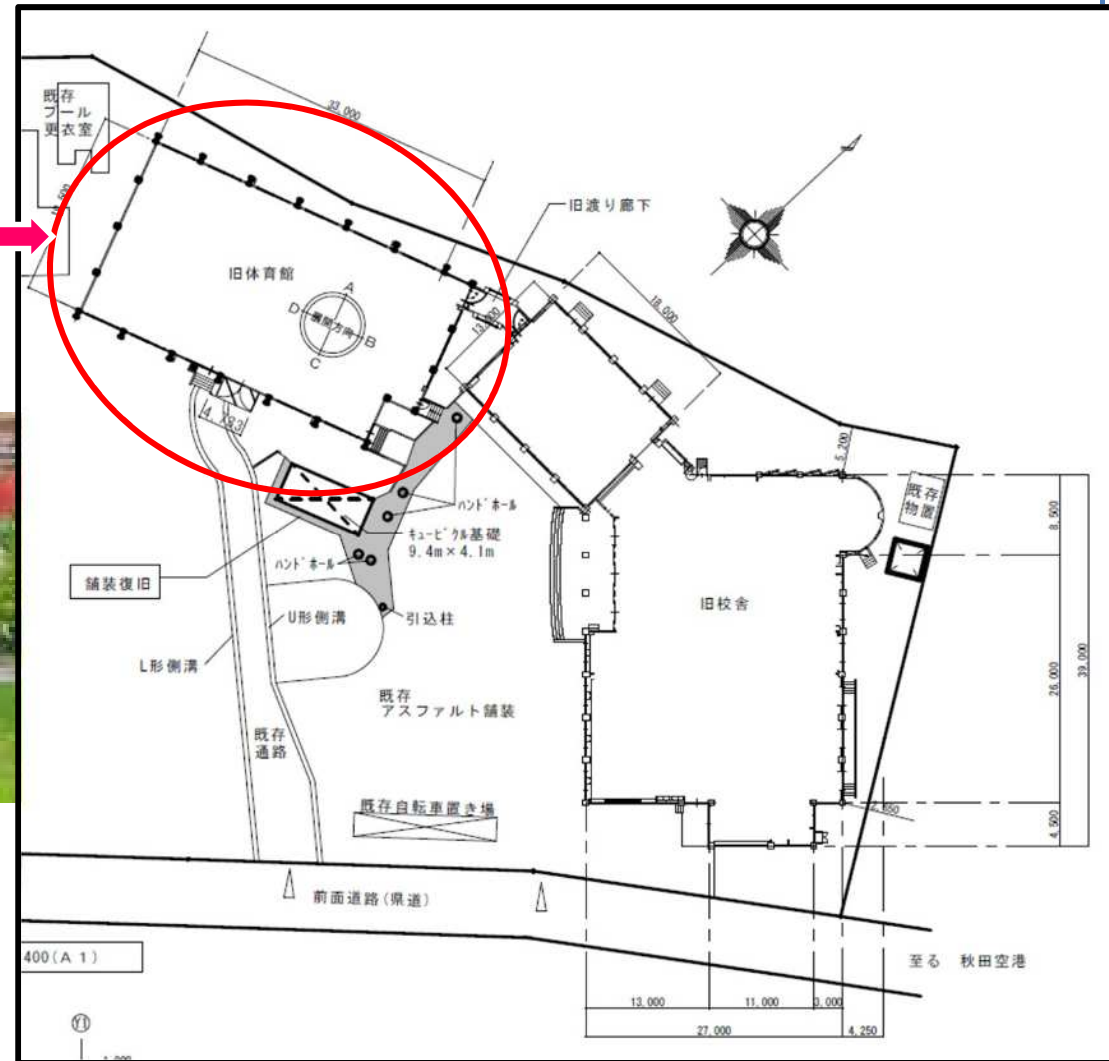 既存
プール
更衣室
33,000
旧渡り廊下
旧体育館
A
D
展開方向
B
C
13,000
18,000
5,200
既存
物置
8,500
ハンドホール
キュービクル基礎
9.4m×4.1m
ハンドホール
舗装復旧
旧校舎
U形側溝
引込柱
L形側溝
26,000
39,000
既存
アスファルト舗装
既存
通路
既存自転車置き場
4,500
前面道路(県道)
400(A1)
至る 秋田空港
13,000
11,000
3,000
27,000
4,250
Y1